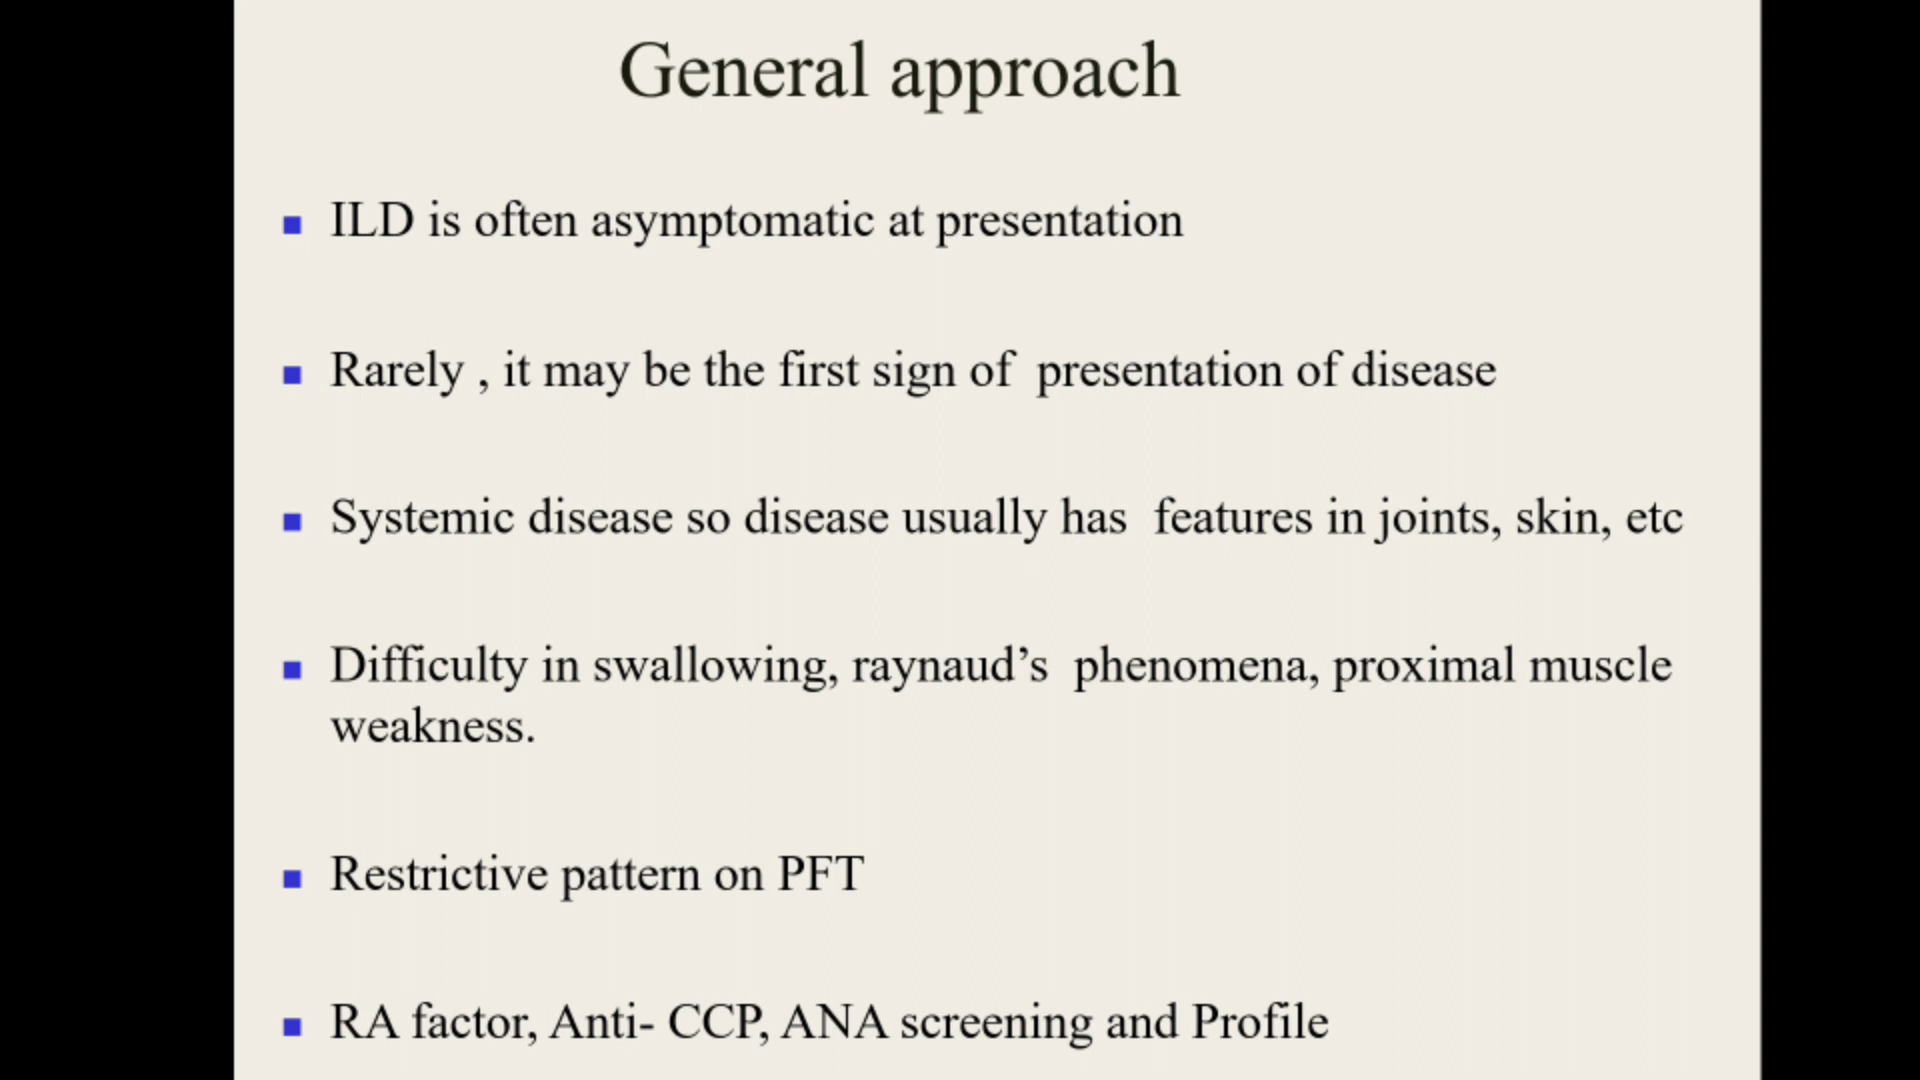 General approach
ILD is often asymptomatic at presentation
Rarely , it may be the first sign of presentation of disease
Systemic disease so disease usually has features in joints, skin, etc
Difficulty in swallowing, raynaud’s phenomena, proximal muscle
weakness.
Restrictive pattern on PFT
RA factor, Anti- CCP, ANA screening and Profile